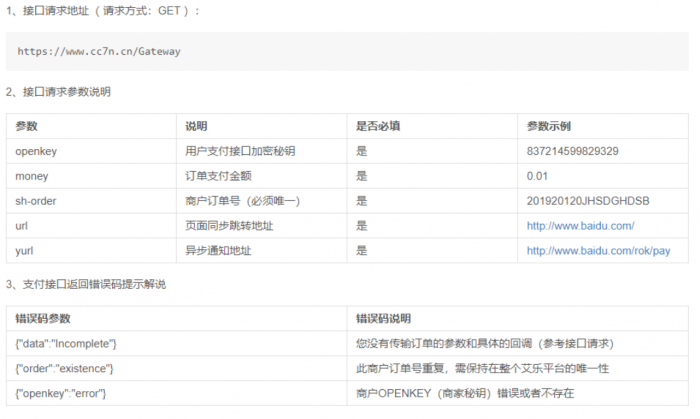 1、接口请求地址（ 请求方式：GET ）：
https://www.cc7n.cn/Gateway
2、接口请求参数说明
参数 说明 是否必填 参数示例
openkey 用户支付接口加密秘钥 是 837214599829329
money 订单支付金额 是 0.01
sh-order 商户订单号（必须唯一） 是 201920120JHSDGHDSB
url 页面同步跳转地址 是 http://www.baidu.com/
yurl 异步通知地址 是 http://www.baidu.com/rok/pay
3、支付接口返回错误码提示解说
错误码参数 错误码说明
{"data":"Incomplete"} 您没有传输订单的参数和具体的回调（参考接口请求）
{"order":"existence"} 此商户订单号重复，需保持在整个艾乐平台的唯一性
{"openkey":"error"} 商户OPENKEY（商家秘钥）错误或者不存在